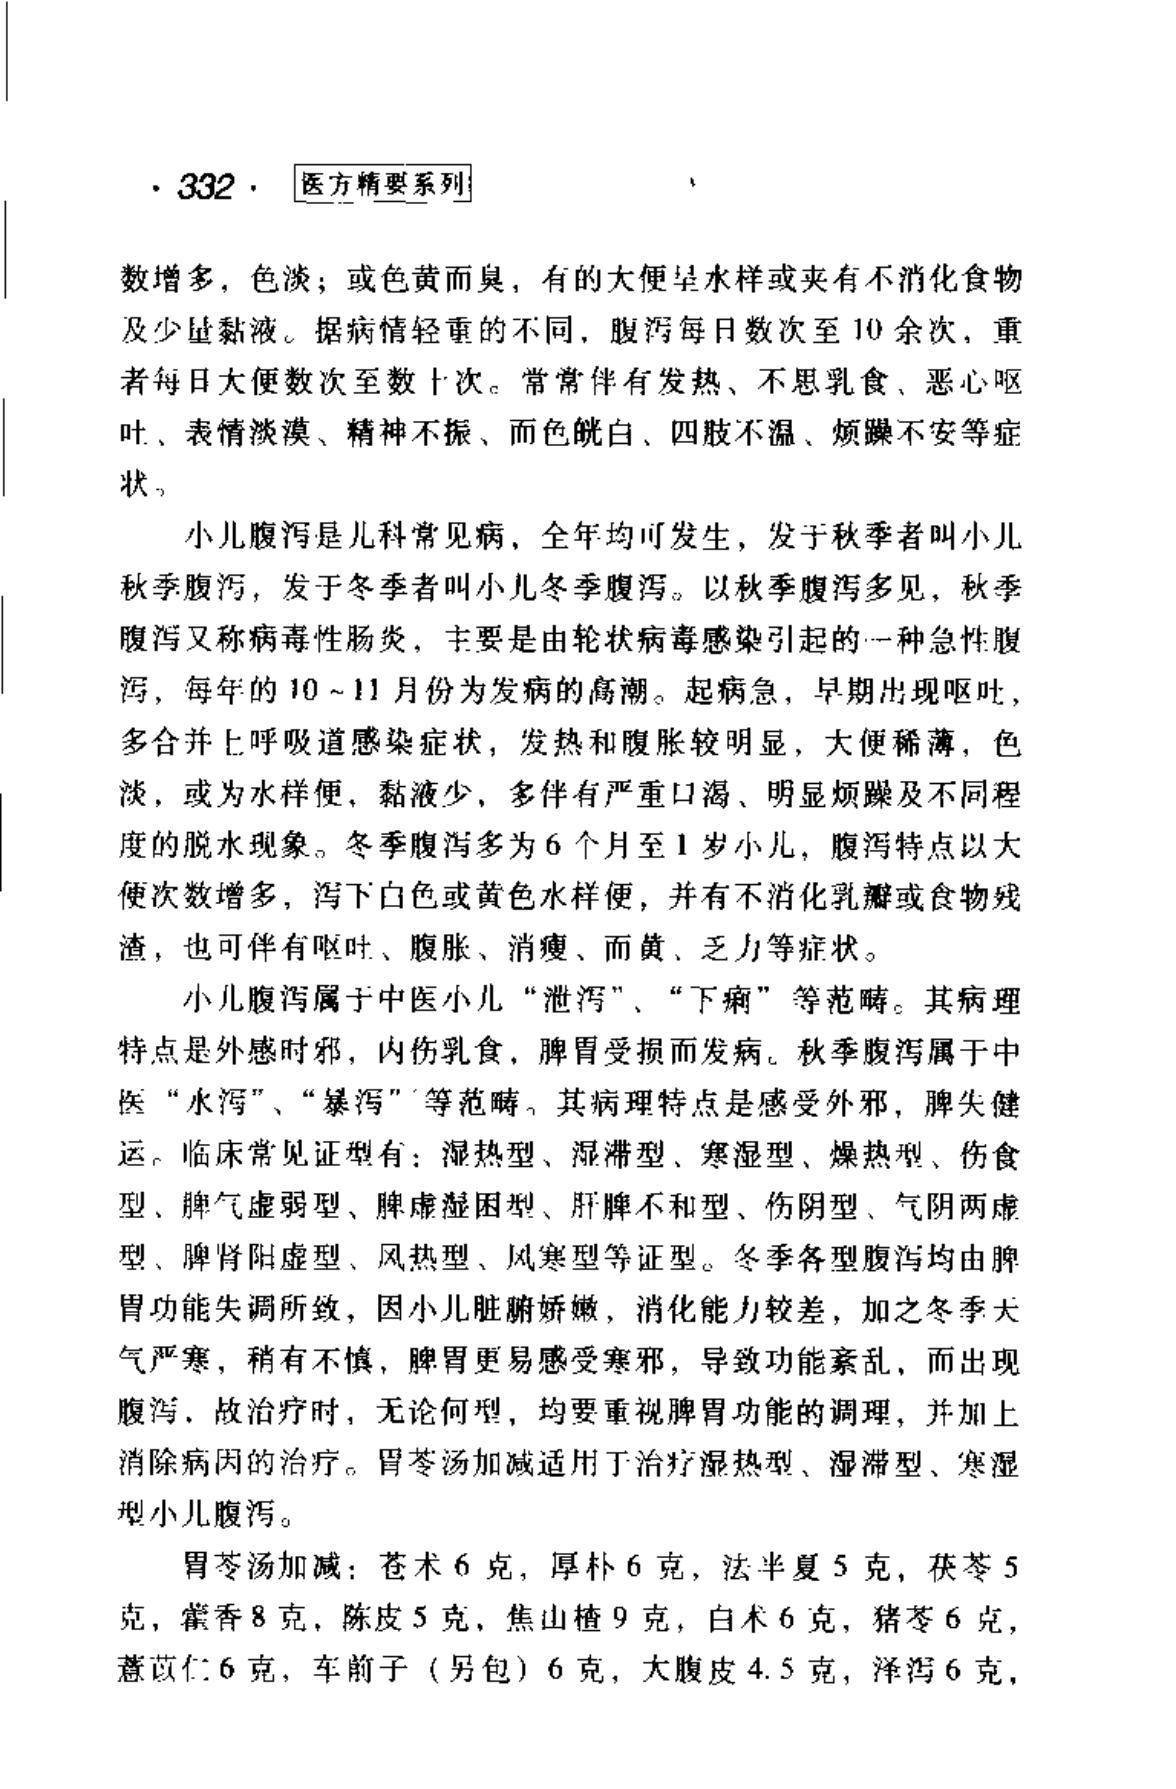 ·332· 医方精要系列
数增多，色淡；或色黄而臭，有的大便呈水样或夹有不消化食物
及少量黏液。据病情轻重的不同，腹泻每日数次至 10 余次，重
者每日大便数次至数十次。常常伴有发热、不思乳食、恶心呕
吐、表情淡漠、精神不振、面色㿠白、四肢不温、烦躁不安等症
状。
小儿腹泻是儿科常见病，全年均可发生，发于秋季者叫小儿
秋季腹泻，发于冬季者叫小儿冬季腹泻。以秋季腹泻多见，秋季
腹泻又称病毒性肠炎，主要是由轮状病毒感染引起的一种急性腹
泻，每年的 10～11 月份为发病的高潮。起病急，早期出现呕吐，
多合并上呼吸道感染症状，发热和腹胀较明显，大便稀薄，色
淡，或为水样便，黏液少，多伴有严重口渴、明显烦躁及不同程
度的脱水现象。冬季腹泻多为 6 个月至 1 岁小儿，腹泻特点以大
便次数增多，泻下白色或黄色水样便，并有不消化乳瓣或食物残
渣，也可伴有呕吐、腹胀、消瘦、面黄、乏力等症状。
小儿腹泻属于中医小儿“泄泻”、“下痢”等范畴。其病理
特点是外感时邪，内伤乳食，脾胃受损而发病。秋季腹泻属于中
医“水泻”、“暴泻”等范畴。其病理特点是感受外邪，脾失健
运。临床常见证型有：湿热型、湿滞型、寒湿型、燥热型、伤食
型、脾气虚弱型、脾虚湿困型、肝脾不和型、伤阴型、气阴两虚
型、脾肾阳虚型、风热型、风寒型等证型。冬季各型腹泻均由脾
胃功能失调所致，因小儿脏腑娇嫩，消化能力较差，加之冬季天
气严寒，稍有不慎，脾胃更易感受寒邪，导致功能紊乱，而出现
腹泻，故治疗时，无论何型，均要重视脾胃功能的调理，并加上
消除病因的治疗。胃苓汤加减适用于治疗湿热型、湿滞型、寒湿
型小儿腹泻。
胃苓汤加减：苍术 6 克，厚朴 6 克，法半夏 5 克，茯苓 5
克，藿香 8 克，陈皮 5 克，焦山楂 9 克，白术 6 克，猪苓 6 克，
薏苡仁 6 克，车前子（另包）6 克，大腹皮 4.5 克，泽泻 6 克，